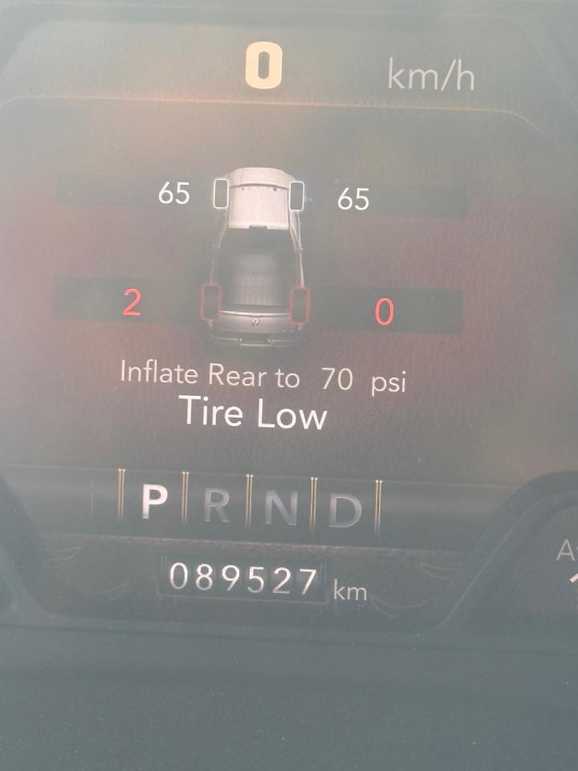 0 km/h
65 65
2 0
Inflate Rear to 70 psi
Tire Low
P R N D
089527 km